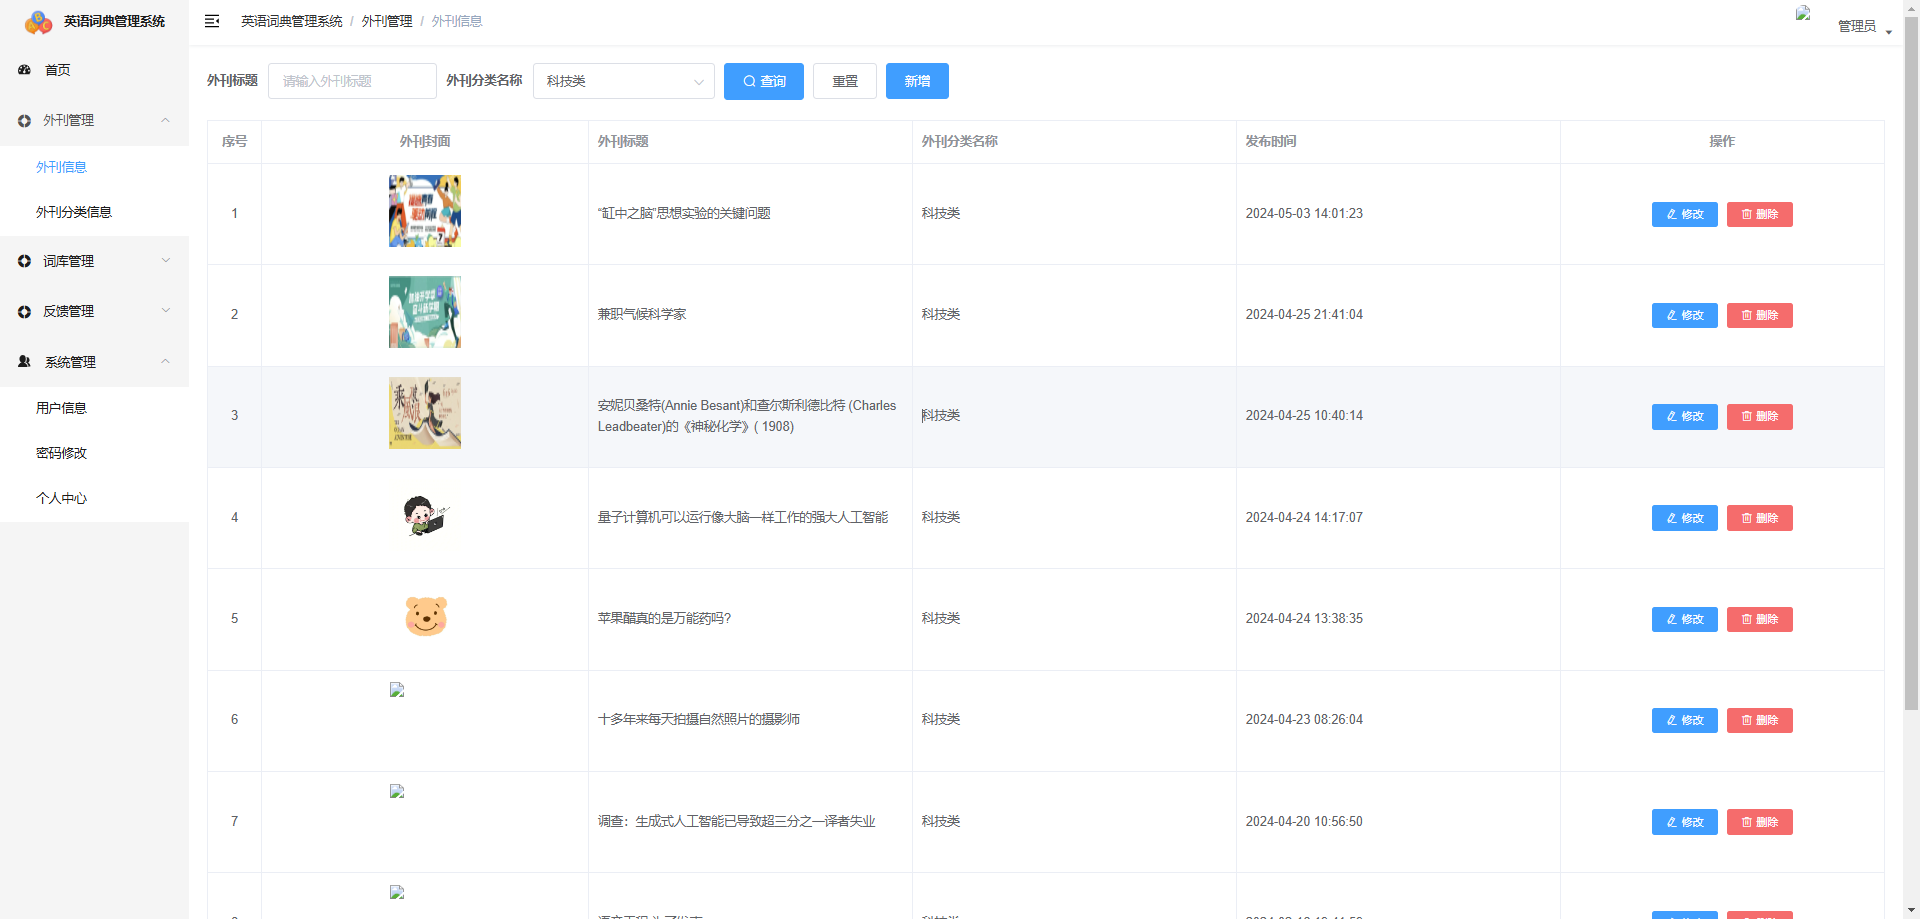 英语词典管理系统
英语词典管理系统 / 外刊管理 / 外刊信息
管理员
首页
外刊管理
外刊信息
外刊分类信息
词库管理
反馈管理
系统管理
用户信息
密码修改
个人中心
外刊标题 请输入外刊标题 外刊分类名称 科技类 查询 重置 新增
序号 外刊封面 外刊标题 外刊分类名称 发布时间 操作
1 “缸中之脑”思想实验的关键问题 科技类 2024-05-03 14:01:23 修改 删除
2 兼职气候科学家 科技类 2024-04-25 21:41:04 修改 删除
3 安妮贝桑特(Annie Besant)和查尔斯利德比特 (Charles
Leadbeater)的《神秘化学》( 1908) 科技类 2024-04-25 10:40:14 修改 删除
4 量子计算机可以运行像大脑一样工作的强大人工智能 科技类 2024-04-24 14:17:07 修改 删除
5 苹果醋真的是万能药吗? 科技类 2024-04-24 13:38:35 修改 删除
6 十多年来每天拍摄自然照片的摄影师 科技类 2024-04-23 08:26:04 修改 删除
7 调查：生成式人工智能已导致超三分之一译者失业 科技类 2024-04-20 10:56:50 修改 删除